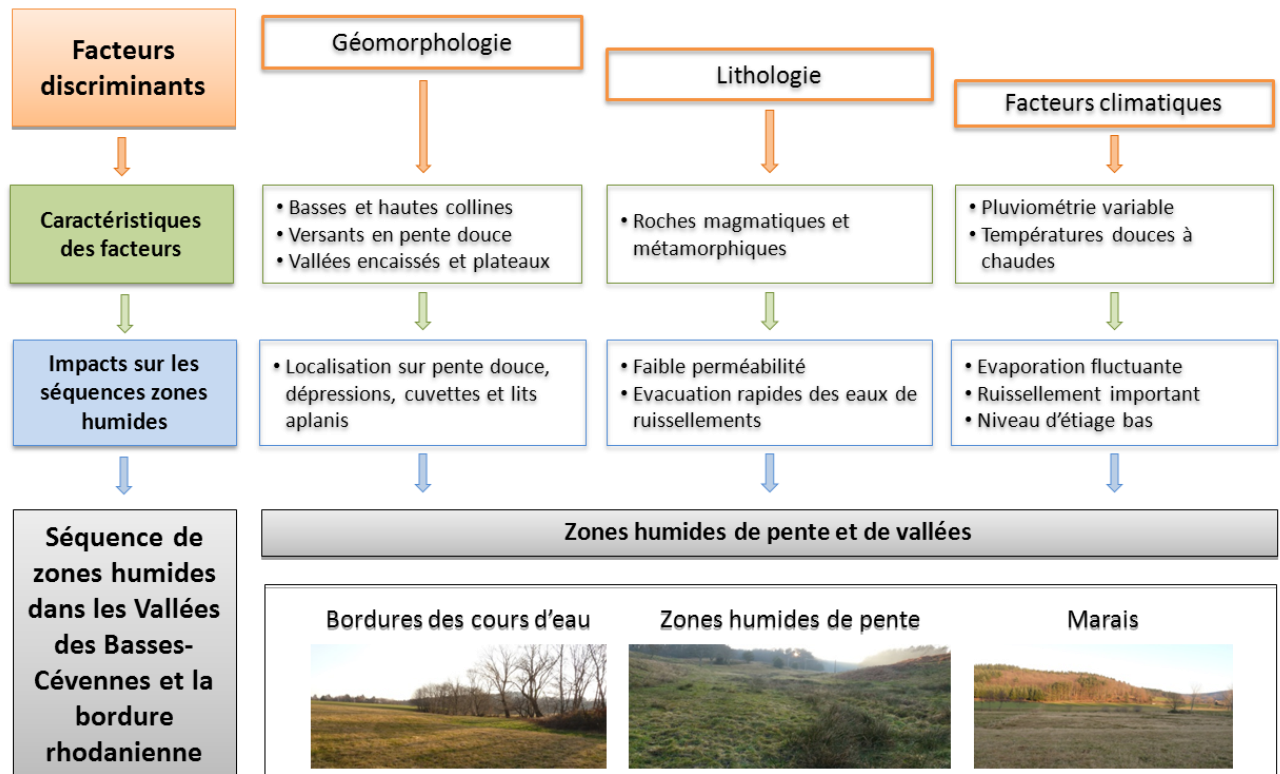 Facteurs
discriminants
Géomorphologie
Lithologie
Facteurs climatiques
Caractéristiques
des facteurs
• Basses et hautes collines
• Versants en pente douce
• Vallées encaissés et plateaux
• Roches magmatiques et
métamorphiques
• Pluviométrie variable
• Températures douces à
chaudes
Impacts sur les
séquences zones
humides
• Localisation sur pente douce,
dépressions, cuvettes et lits
aplanis
• Faible perméabilité
• Evacuation rapides des eaux de
ruissellements
• Evaporation fluctuante
• Ruissellement important
• Niveau d'étiage bas
Séquence de
zones humides
dans les Vallées
des Basses-
Cévennes et la
bordure
rhodanienne
Zones humides de pente et de vallées
Bordures des cours d'eau
Zones humides de pente
Marais